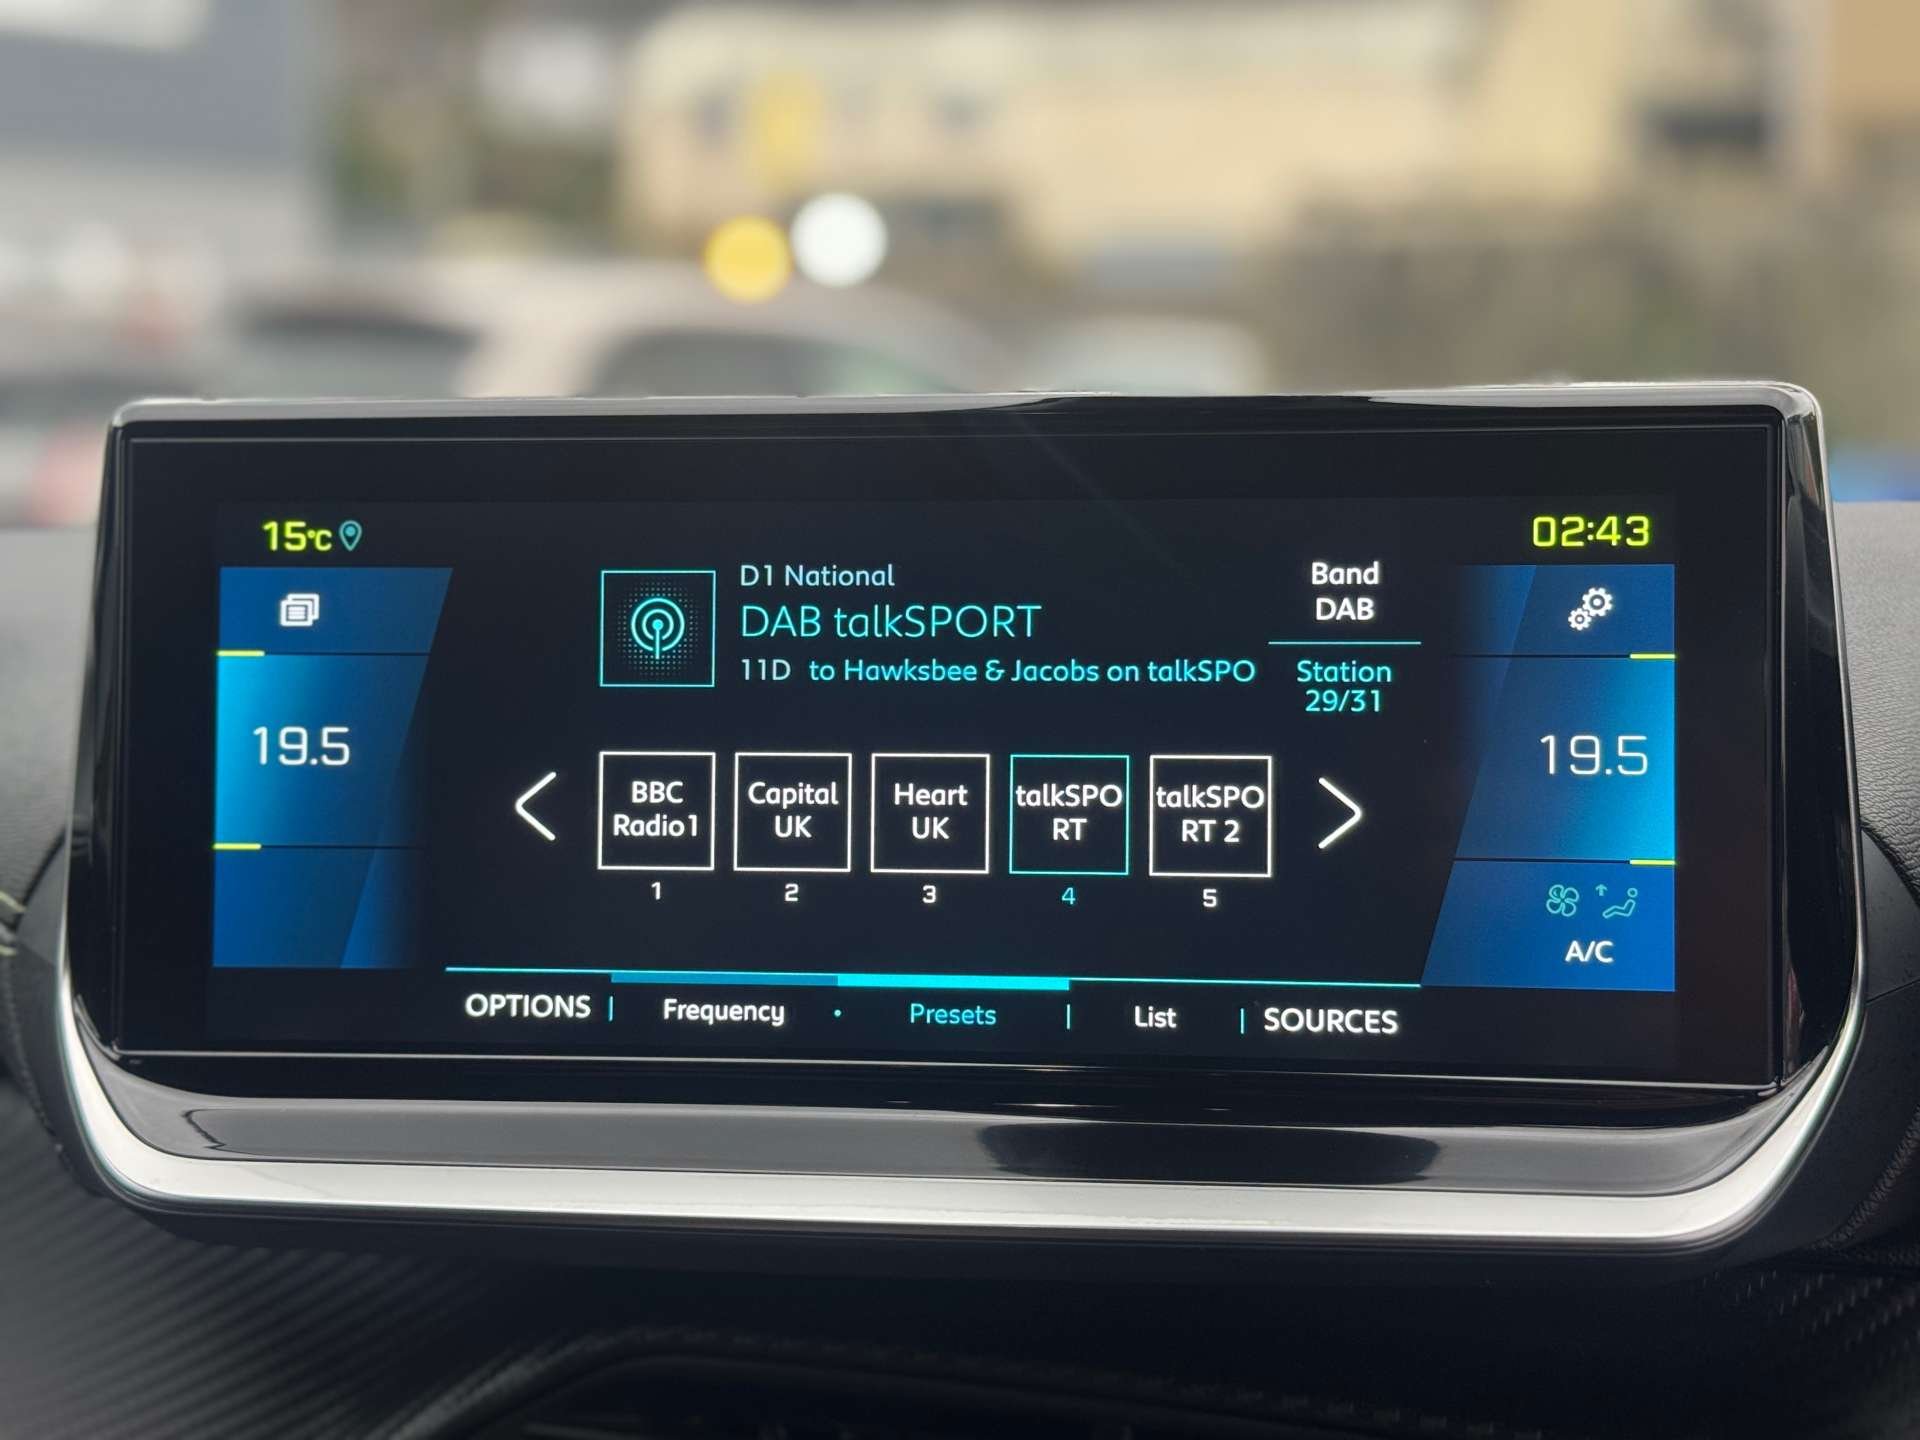 15°C
02:43
D1 National
DAB talkSPORT
11D to Hawksbee & Jacobs on talkSPO
Band
DAB
Station
29/31
19.5
19.5
BBC
Radio1
Capital
UK
Heart
UK
talkSPO
RT
talkSPO
RT 2
1
2
3
4
5
A/C
OPTIONS
Frequency
Presets
List
SOURCES